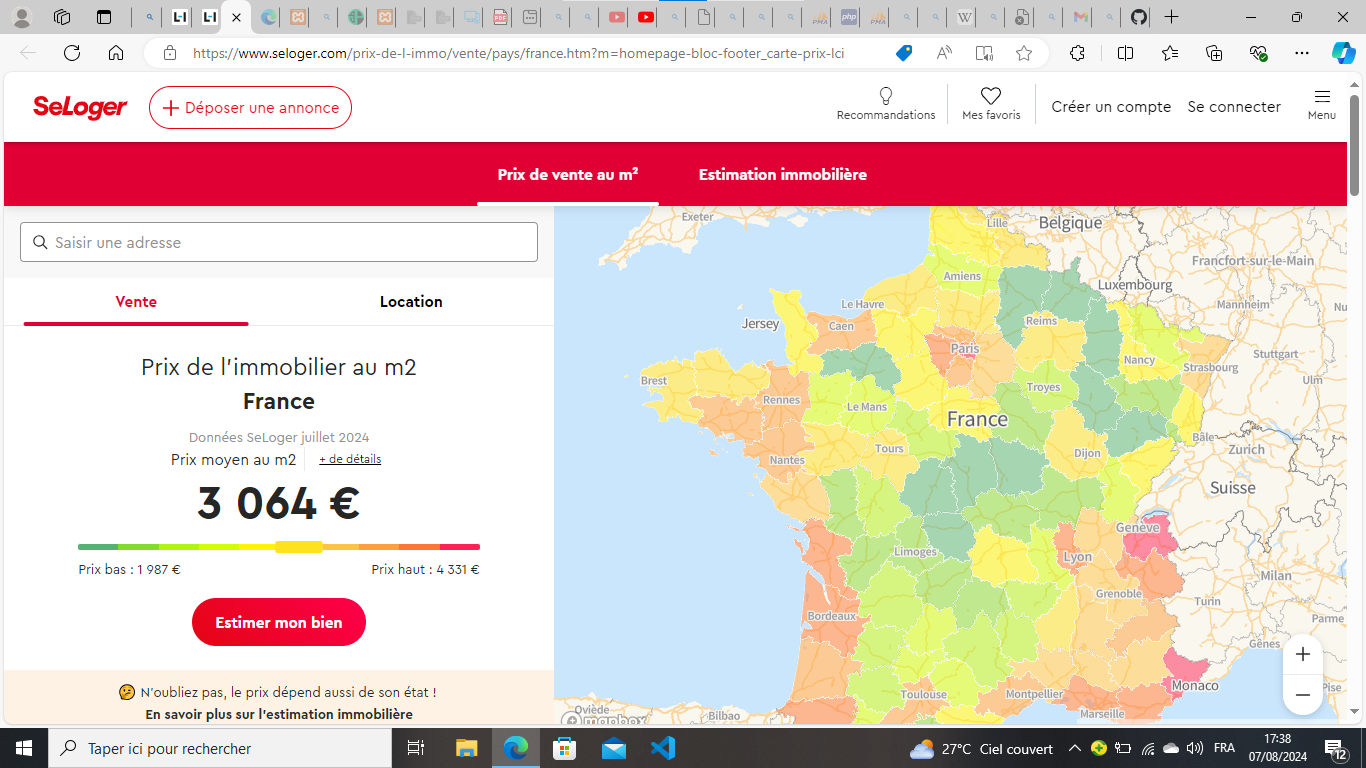 https://www.seloger.com/prix-de-l-immo/vente/pays/france.htm?m=homepage-bloc-footer_carte-prix-lci
SeLoger
Déposer une annonce
Recommandations
Mes favoris
Créer un compte
Se connecter
Menu
Prix de vente au m²
Estimation immobilière
Saisir une adresse
Vente
Location
Prix de l'immobilier au m2
France
Données SeLoger juillet 2024
Prix moyen au m2
+ de détails
3 064 €
Prix bas : 1 987 €
Prix haut : 4 331 €
Estimer mon bien
N'oubliez pas, le prix dépend aussi de son état !
En savoir plus sur l'estimation immobilière
Exeter
Lille
Belgique
Francfort-sur-le-Main
Amiens
Luxembourg
Le Havre
Mannheim
Jersey
Caen
Reims
Paris
Nancy
Stuttgart
Strasbourg
Brest
Ulm
Rennes
Le Mans
Troyes
France
Bâle
Tours
Dijon
Zurich
Nantes
Suisse
Genève
Limoges
Lyon
Milan
Grenoble
Turin
Bordeaux
Parme
Gênes
Monaco
Pise
Toulouse
Montpellier
Marseille
Oviède
Bilbao
mapbox
Taper ici pour rechercher
27°C Ciel couvert
FRA
17:38
07/08/2024
12